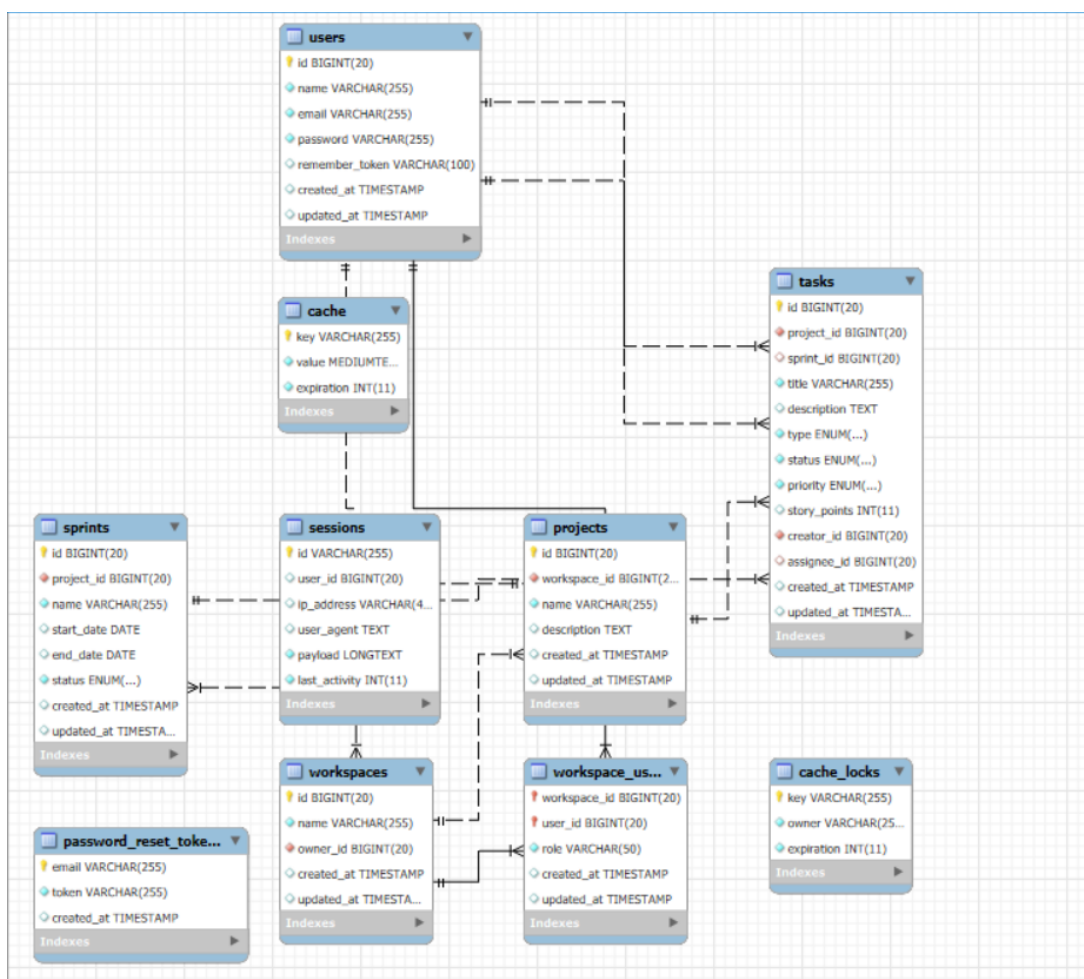 users
id BIGINT(20)
name VARCHAR(255)
email VARCHAR(255)
password VARCHAR(255)
remember_token VARCHAR(100)
created_at TIMESTAMP
updated_at TIMESTAMP
Indexes
cache
key VARCHAR(255)
value MEDIUMTE...
expiration INT(11)
Indexes
tasks
id BIGINT(20)
project_id BIGINT(20)
sprint_id BIGINT(20)
title VARCHAR(255)
description TEXT
type ENUM(...)
status ENUM(...)
priority ENUM(...)
story_points INT(11)
creator_id BIGINT(20)
assignee_id BIGINT(20)
created_at TIMESTAMP
updated_at TIMESTA...
Indexes
sprints
id BIGINT(20)
project_id BIGINT(20)
name VARCHAR(255)
start_date DATE
end_date DATE
status ENUM(...)
created_at TIMESTAMP
updated_at TIMESTA...
Indexes
sessions
id VARCHAR(255)
user_id BIGINT(20)
ip_address VARCHAR(4...
user_agent TEXT
payload LONGTEXT
last_activity INT(11)
Indexes
projects
id BIGINT(20)
workspace_id BIGINT(2...
name VARCHAR(255)
description TEXT
created_at TIMESTAMP
updated_at TIMESTAMP
Indexes
workspaces
id BIGINT(20)
name VARCHAR(255)
owner_id BIGINT(20)
created_at TIMESTAMP
updated_at TIMESTA...
Indexes
workspace_us...
workspace_id BIGINT(20)
user_id BIGINT(20)
role VARCHAR(50)
created_at TIMESTAMP
updated_at TIMESTAMP
Indexes
cache_locks
key VARCHAR(255)
owner VARCHAR(25...
expiration INT(11)
Indexes
password_reset_toke...
email VARCHAR(255)
token VARCHAR(255)
created_at TIMESTAMP
Indexes